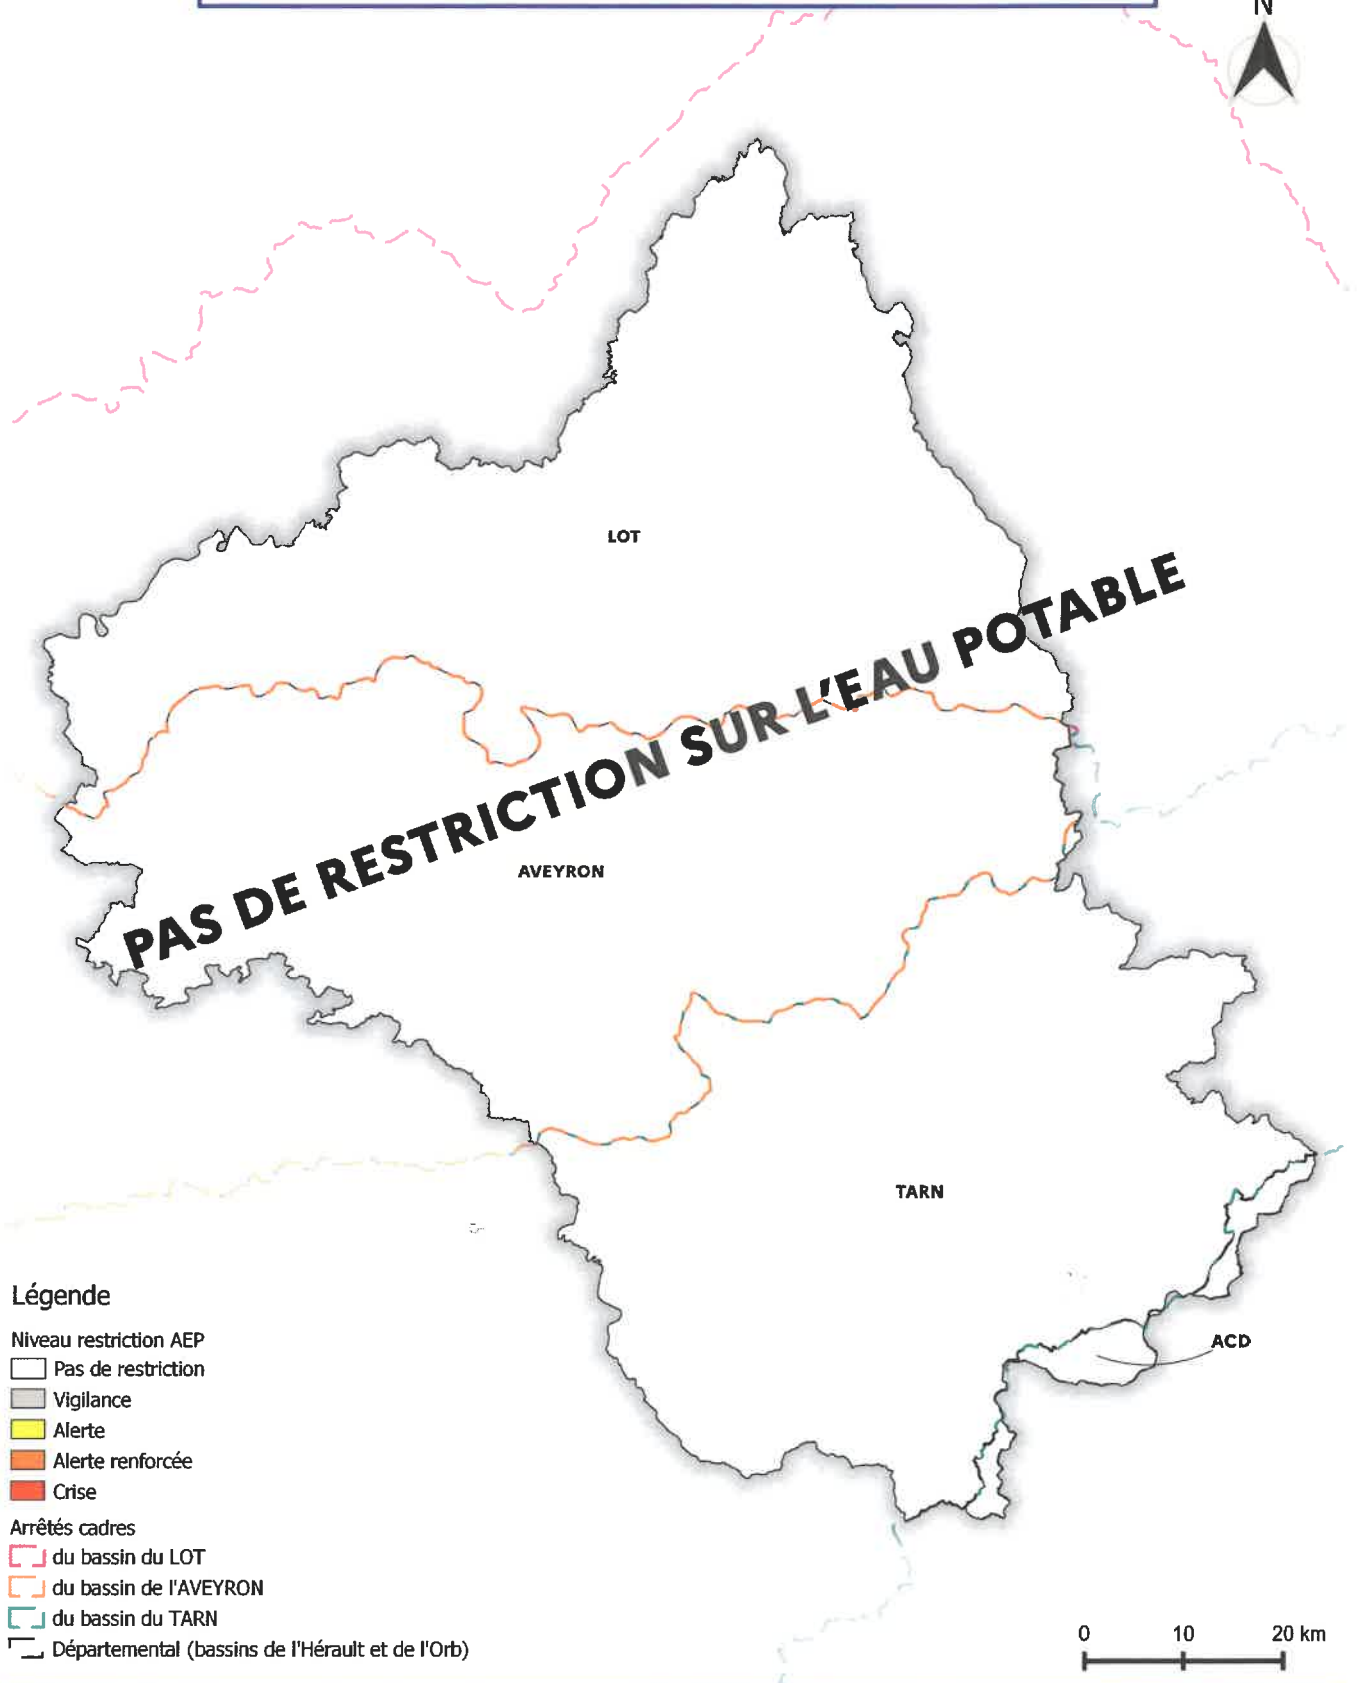 N
LOT
PAS DE RESTRICTION SUR L'EAU POTABLE
AVEYRON
TARN
ACD
Légende
Niveau restriction AEP
Pas de restriction
Vigilance
Alerte
Alerte renforcée
Crise
Arrêtés cadres
du bassin du LOT
du bassin de l'AVEYRON
du bassin du TARN
Départemental (bassins de l'Hérault et de l'Orb)
0 10 20 km